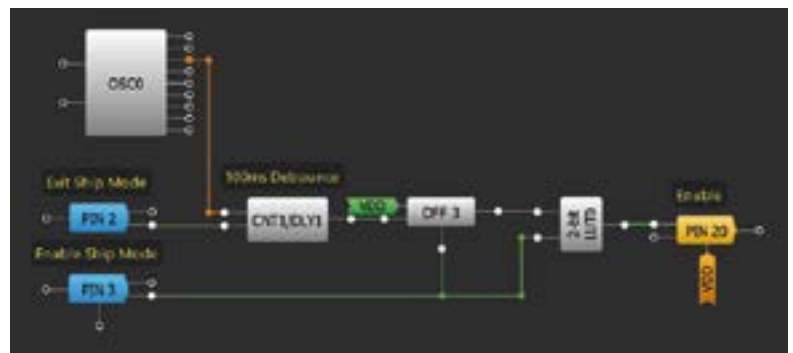 OSC0
Exit Ship Mode
PIN 2
100ms Debounce
CNT1/DLY1
VDD
DFF 3
2-bit
LUT0
Enable
PIN 20
VDD
Enable Ship Mode
PIN 3